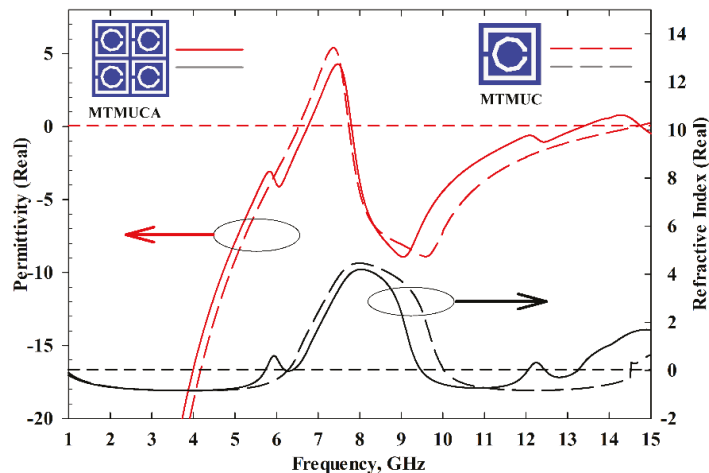 MTMUCA
MTMUC
Permittivity (Real)
5
0
-5
-10
-15
-20
Refractive Index (Real)
15
14
12
10
8
6
4
2
0
-2
1 2 3 4 5 6 7 8 9 10 11 12 13 14 15
Frequency, GHz